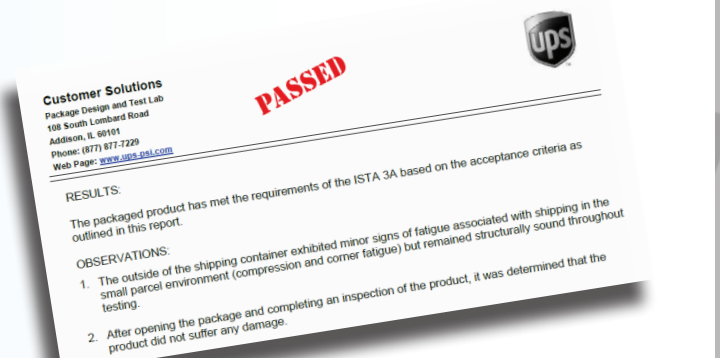 Customer Solutions
Package Design and Test Lab
108 South Lombard Road
Addison, IL 60101
Phone: (877) 877-7229
Web Page: www.ups-psi.com
PASSED
ups
RESULTS:
The packaged product has met the requirements of the ISTA 3A based on the acceptance criteria as
outlined in this report.
OBSERVATIONS:
1. The outside of the shipping container exhibited minor signs of fatigue associated with shipping in the
small parcel environment (compression and corner fatigue) but remained structurally sound throughout
testing.
2. After opening the package and completing an inspection of the product, it was determined that the
product did not suffer any damage.